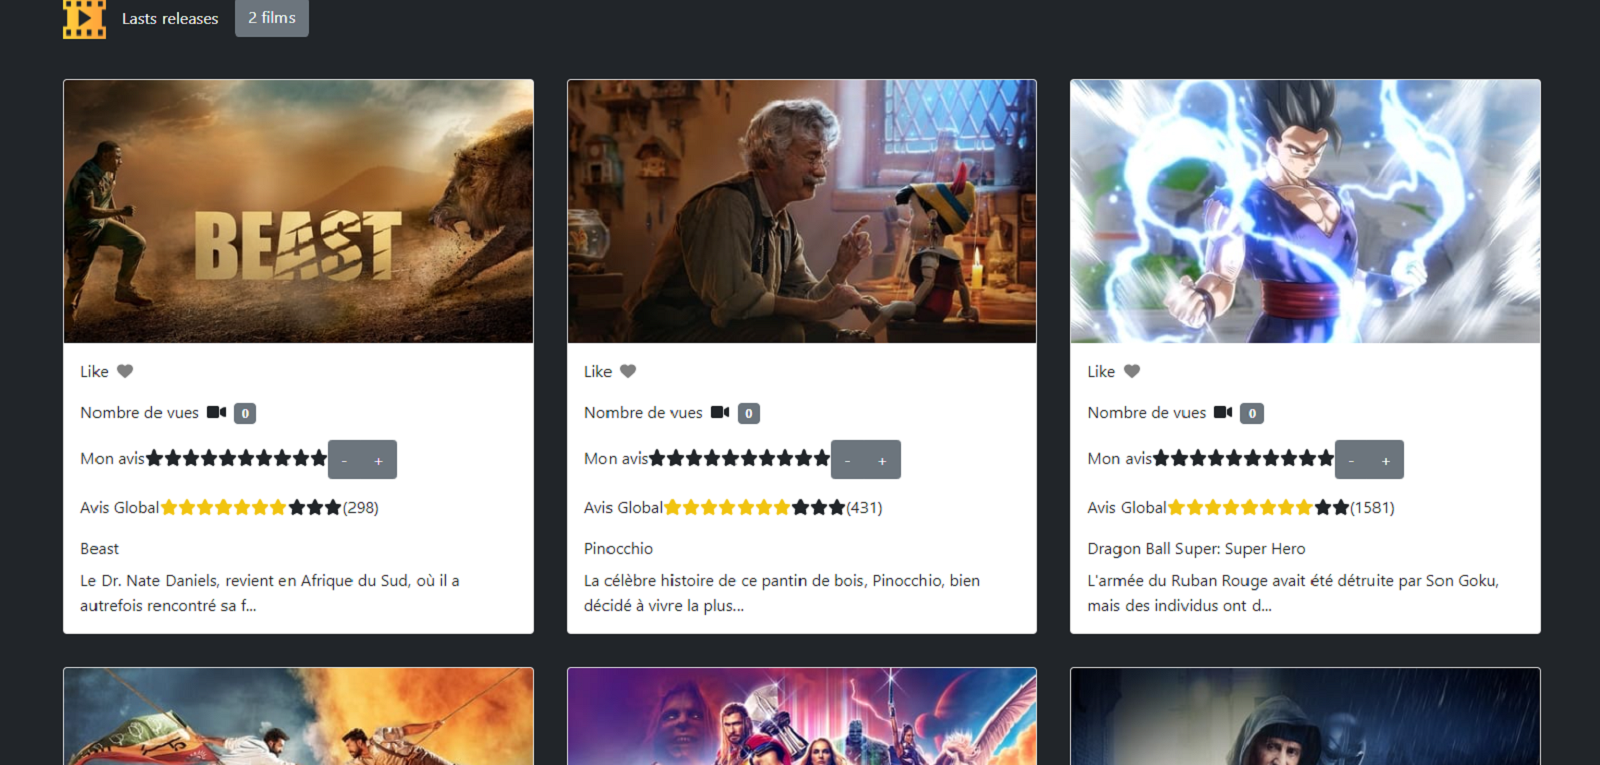 Lasts releases 2 films
BEAST
Like
Nombre de vues 0
Mon avis - +
Avis Global (298)
Beast
Le Dr. Nate Daniels, revient en Afrique du Sud, où il a
autrefois rencontré sa f...
Like
Nombre de vues 0
Mon avis - +
Avis Global (431)
Pinocchio
La célèbre histoire de ce pantin de bois, Pinocchio, bien
décidé à vivre la plus...
Like
Nombre de vues 0
Mon avis - +
Avis Global (1581)
Dragon Ball Super: Super Hero
L'armée du Ruban Rouge avait été détruite par Son Goku,
mais des individus ont d...